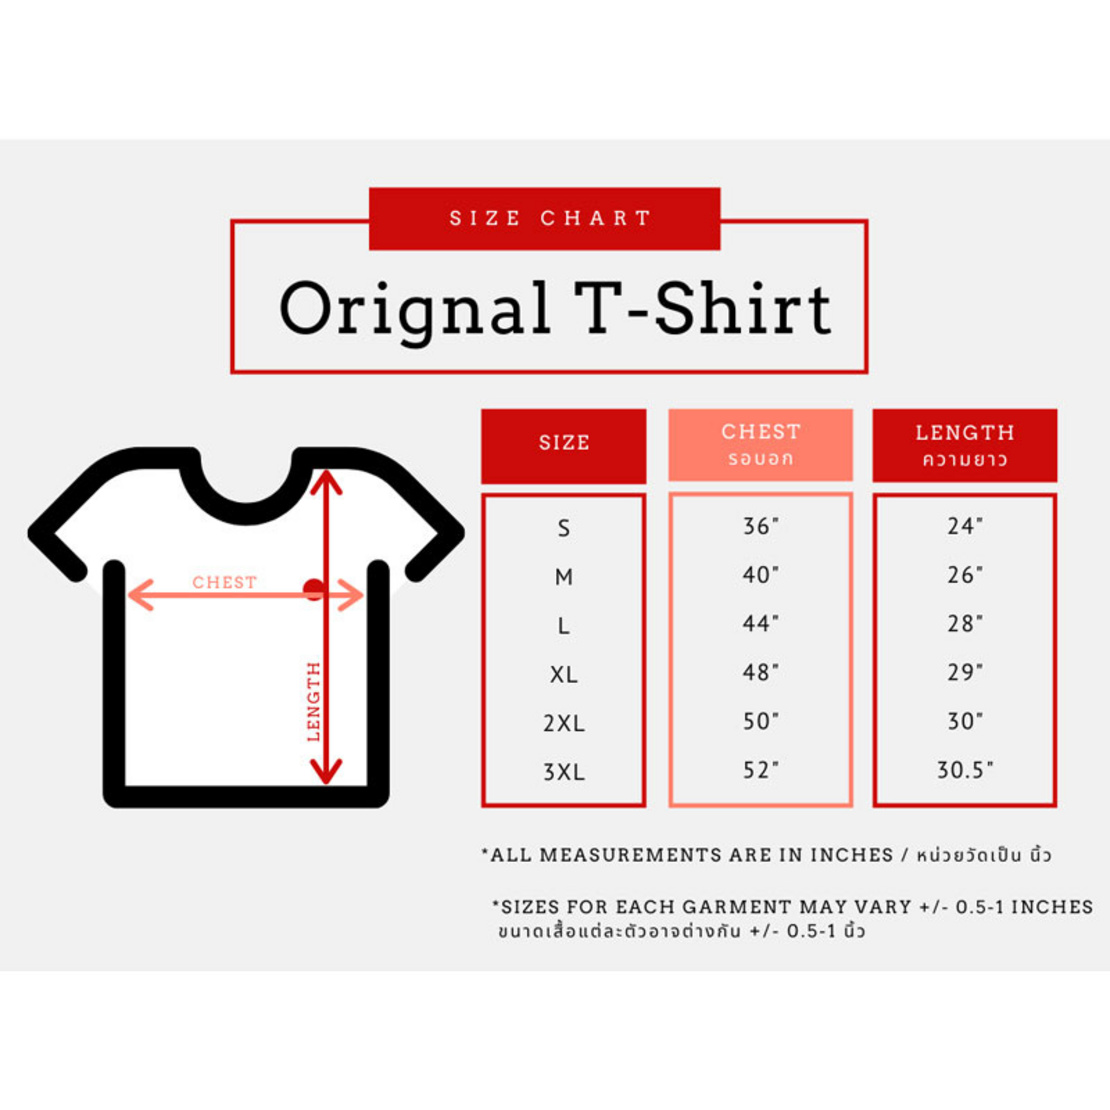 SIZE CHART
Orignal T-Shirt
SIZE CHEST LENGTH
รอบอก ความยาว
S 36" 24"
M 40" 26"
L 44" 28"
XL 48" 29"
2XL 50" 30"
3XL 52" 30.5"
CHEST
LENGTH
*ALL MEASUREMENTS ARE IN INCHES / หน่วยวัดเป็น นิ้ว
*SIZES FOR EACH GARMENT MAY VARY +/- 0.5-1 INCHES
ขนาดเสื้อแต่ละตัวอาจต่างกัน +/- 0.5-1 นิ้ว